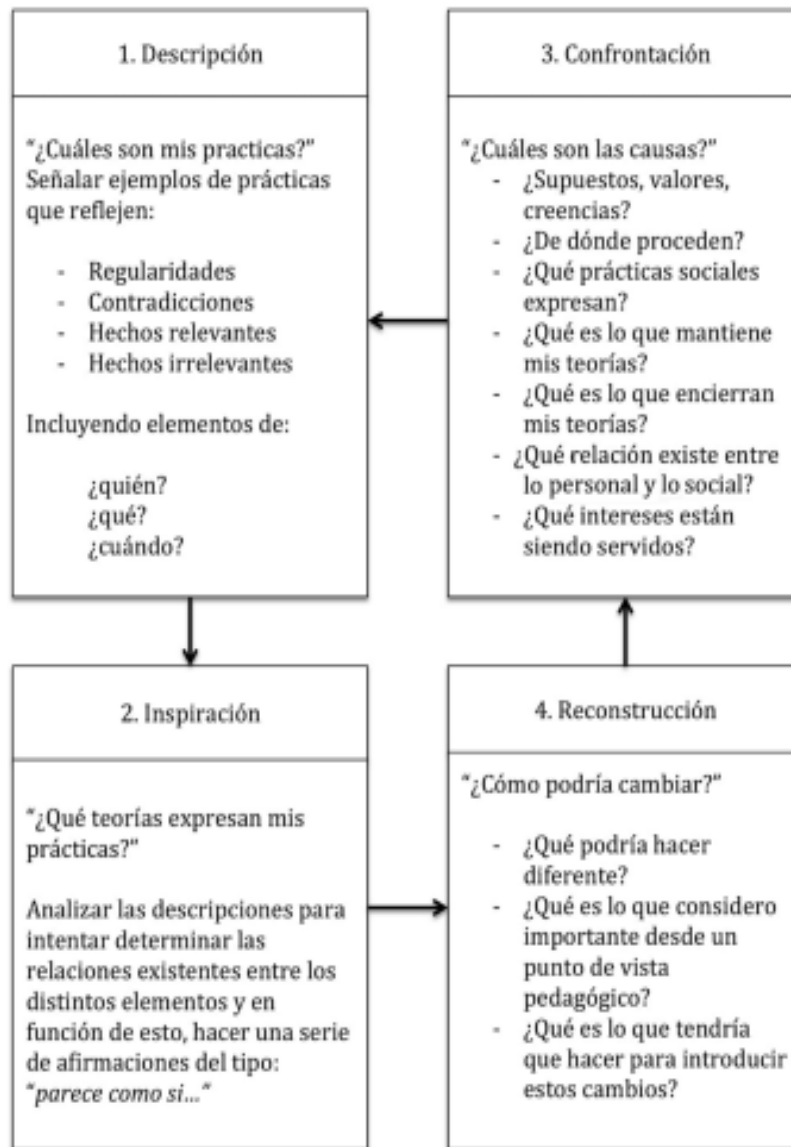 1. Descripción
"¿Cuáles son mis practicas?"
Señalar ejemplos de prácticas
que reflejen:
- Regularidades
- Contradicciones
- Hechos relevantes
- Hechos irrelevantes
Incluyendo elementos de:
¿quién?
¿qué?
¿cuándo?
2. Inspiración
"¿Qué teorías expresan mis
prácticas?"
Analizar las descripciones para
intentar determinar las
relaciones existentes entre los
distintos elementos y en
función de esto, hacer una serie
de afirmaciones del tipo:
"parece como si..."
3. Confrontación
"¿Cuáles son las causas?"
- ¿Supuestos, valores,
creencias?
- ¿De dónde proceden?
- ¿Qué prácticas sociales
expresan?
- ¿Qué es lo que mantiene
mis teorías?
- ¿Qué es lo que encierran
mis teorías?
- ¿Qué relación existe entre
lo personal y lo social?
- ¿Qué intereses están
siendo servidos?
4. Reconstrucción
"¿Cómo podría cambiar?"
- ¿Qué podría hacer
diferente?
- ¿Qué es lo que considero
importante desde un
punto de vista
pedagógico?
- ¿Qué es lo que tendría
que hacer para introducir
estos cambios?